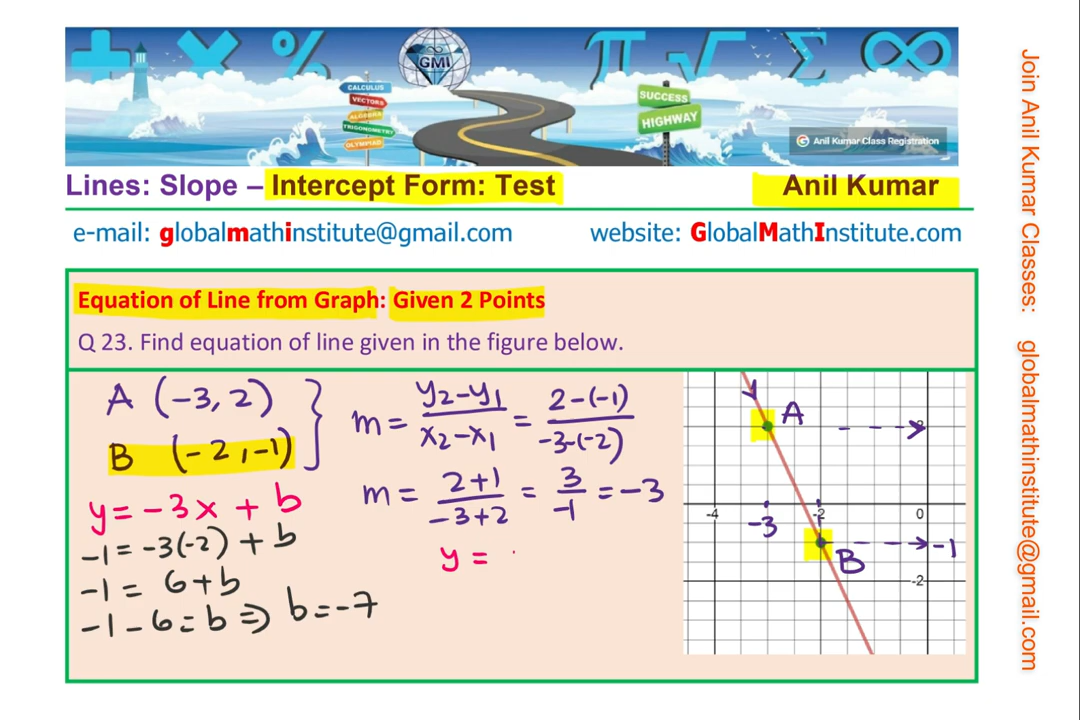 GMI
CALCULUS
VECTORS
ALGEBRA
TRIGONOMETRY
OLYMPIAD
SUCCESS
HIGHWAY
Anil Kumar Class Registration
Lines: Slope – Intercept Form: Test Anil Kumar
e-mail: globalmathinstitute@gmail.com website: GlobalMathInstitute.com
Equation of Line from Graph: Given 2 Points
Q 23. Find equation of line given in the figure below.
A (-3, 2)
B (-2, -1)
y = -3x + b
-1 = -3(-2) + b
-1 = 6+b
-1 - 6 = b ⇒ b = -7
m = y2-y1 / x2-x1 = 2-(-1) / -3-(-2)
m = 2+1 / -3+2 = 3 / -1 = -3
y =
A
2
-4 -3 -2 0
B -1
-2
Join Anil Kumar Classes: globalmathinstitute@gmail.com